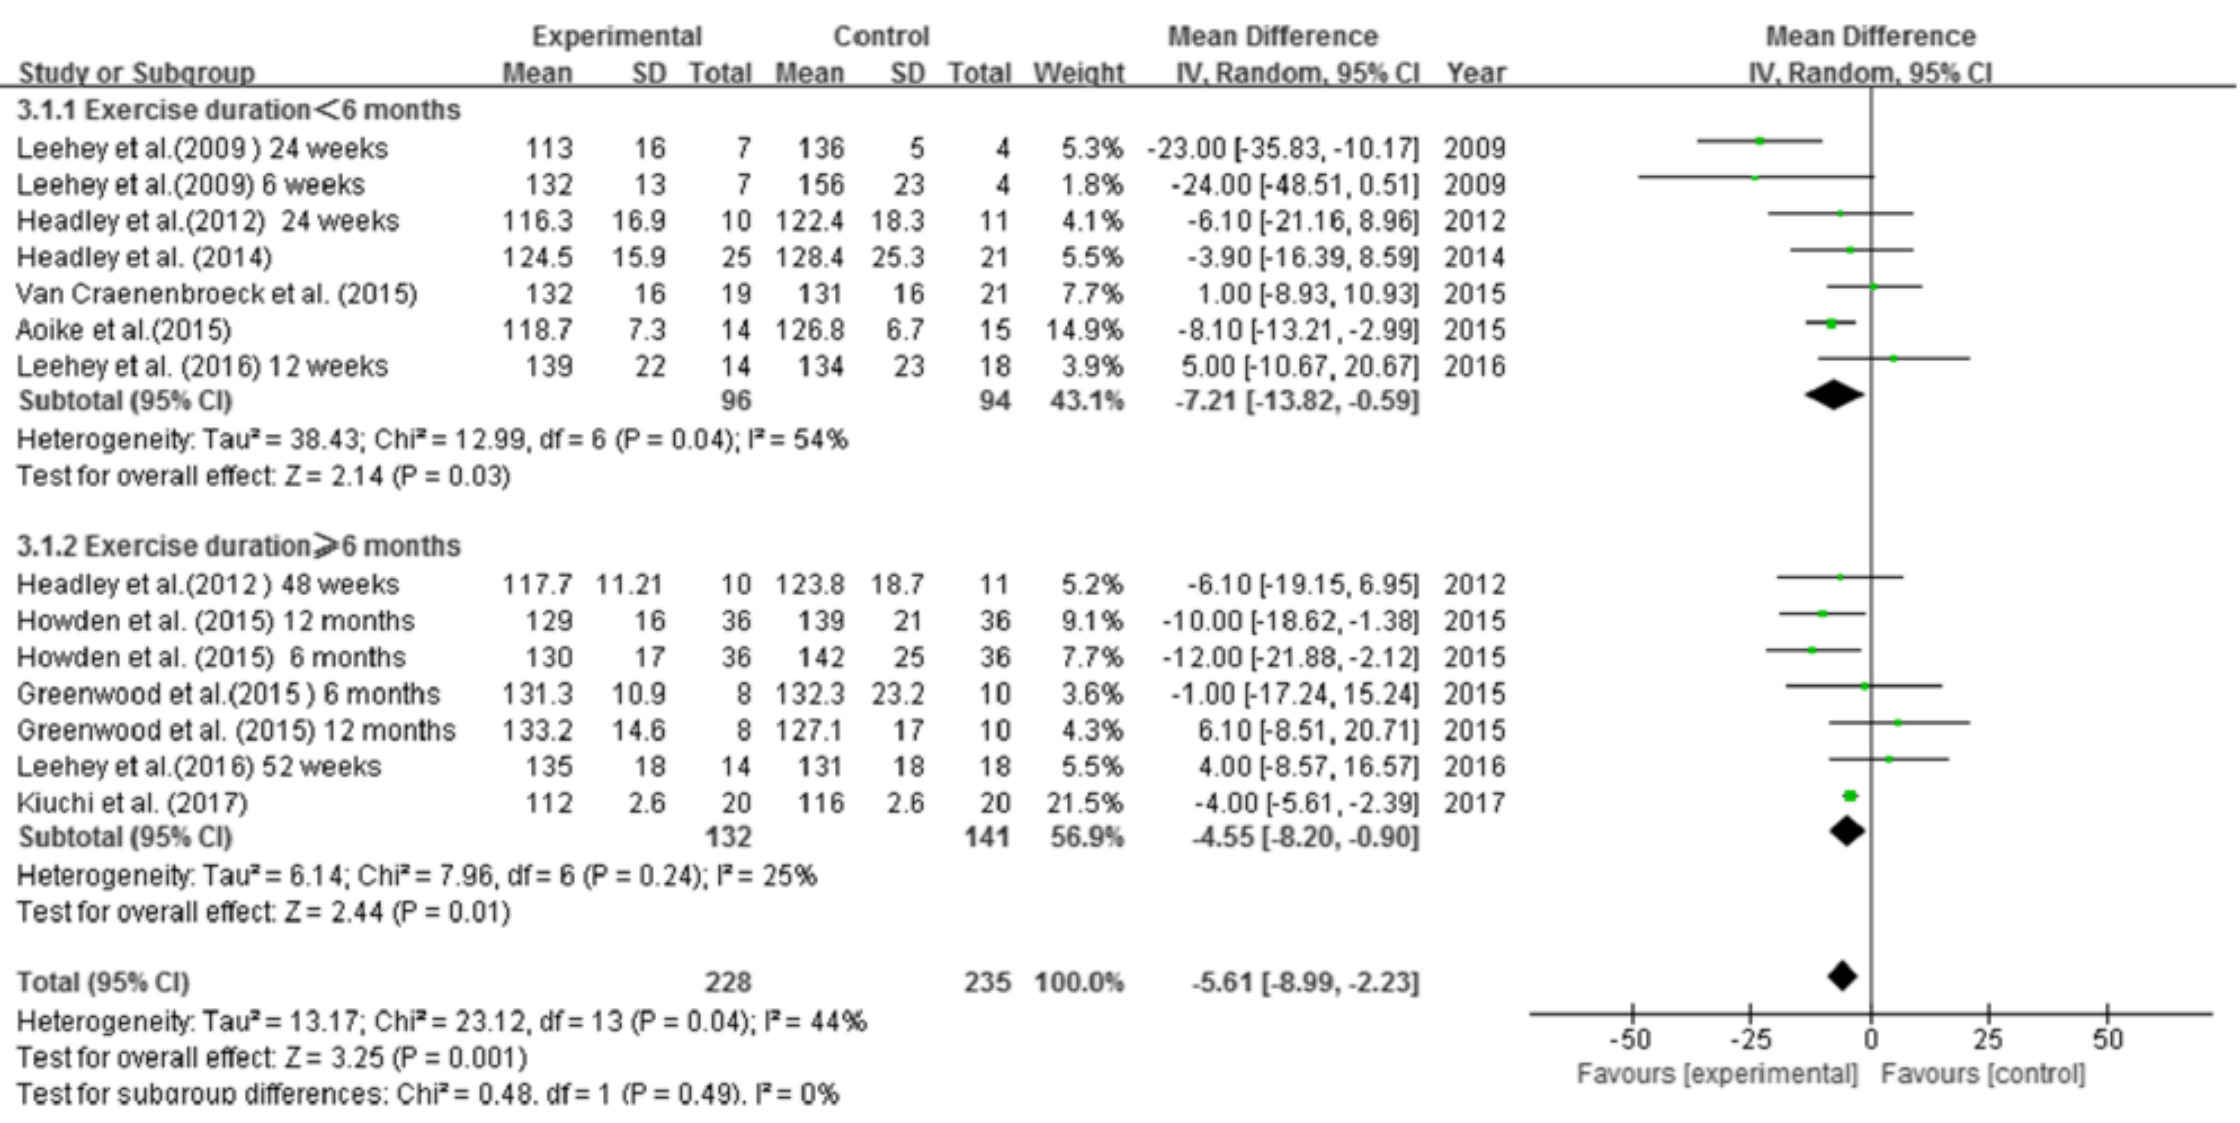 Experimental Control Mean Difference Mean Difference
Study or Subgroup Mean SD Total Mean SD Total Weight IV, Random, 95% CI Year IV, Random, 95% CI
3.1.1 Exercise duration<6 months
Leehey et al.(2009 ) 24 weeks 113 16 7 136 5 4 5.3% -23.00 [-35.83, -10.17] 2009
Leehey et al.(2009) 6 weeks 132 13 7 156 23 4 1.8% -24.00 [-48.51, 0.51] 2009
Headley et al.(2012) 24 weeks 116.3 16.9 10 122.4 18.3 11 4.1% -6.10 [-21.16, 8.96] 2012
Headley et al. (2014) 124.5 15.9 25 128.4 25.3 21 5.5% -3.90 [-16.39, 8.59] 2014
Van Craenenbroeck et al. (2015) 132 16 19 131 16 21 7.7% 1.00 [-8.93, 10.93] 2015
Aoike et al.(2015) 118.7 7.3 14 126.8 6.7 15 14.9% -8.10 [-13.21, -2.99] 2015
Leehey et al. (2016) 12 weeks 139 22 14 134 23 18 3.9% 5.00 [-10.67, 20.67] 2016
Subtotal (95% CI) 96 94 43.1% -7.21 [-13.82, -0.59]
Heterogeneity: Tau² = 38.43; Chi² = 12.99, df = 6 (P = 0.04); I² = 54%
Test for overall effect: Z = 2.14 (P = 0.03)
3.1.2 Exercise duration⩾6 months
Headley et al.(2012 ) 48 weeks 117.7 11.21 10 123.8 18.7 11 5.2% -6.10 [-19.15, 6.95] 2012
Howden et al. (2015) 12 months 129 16 36 139 21 36 9.1% -10.00 [-18.62, -1.38] 2015
Howden et al. (2015) 6 months 130 17 36 142 25 36 7.7% -12.00 [-21.88, -2.12] 2015
Greenwood et al.(2015 ) 6 months 131.3 10.9 8 132.3 23.2 10 3.6% -1.00 [-17.24, 15.24] 2015
Greenwood et al. (2015) 12 months 133.2 14.6 8 127.1 17 10 4.3% 6.10 [-8.51, 20.71] 2015
Leehey et al.(2016) 52 weeks 135 18 14 131 18 18 5.5% 4.00 [-8.57, 16.57] 2016
Kiuchi et al. (2017) 112 2.6 20 116 2.6 20 21.5% -4.00 [-5.61, -2.39] 2017
Subtotal (95% CI) 132 141 56.9% -4.55 [-8.20, -0.90]
Heterogeneity: Tau² = 6.14; Chi² = 7.96, df = 6 (P = 0.24); I² = 25%
Test for overall effect: Z = 2.44 (P = 0.01)
Total (95% CI) 228 235 100.0% -5.61 [-8.99, -2.23]
Heterogeneity: Tau² = 13.17; Chi² = 23.12, df = 13 (P = 0.04); I² = 44%
Test for overall effect: Z = 3.25 (P = 0.001)
Test for subgroup differences: Chi² = 0.48, df = 1 (P = 0.49), I² = 0%
-50 -25 0 25 50
Favours [experimental] Favours [control]